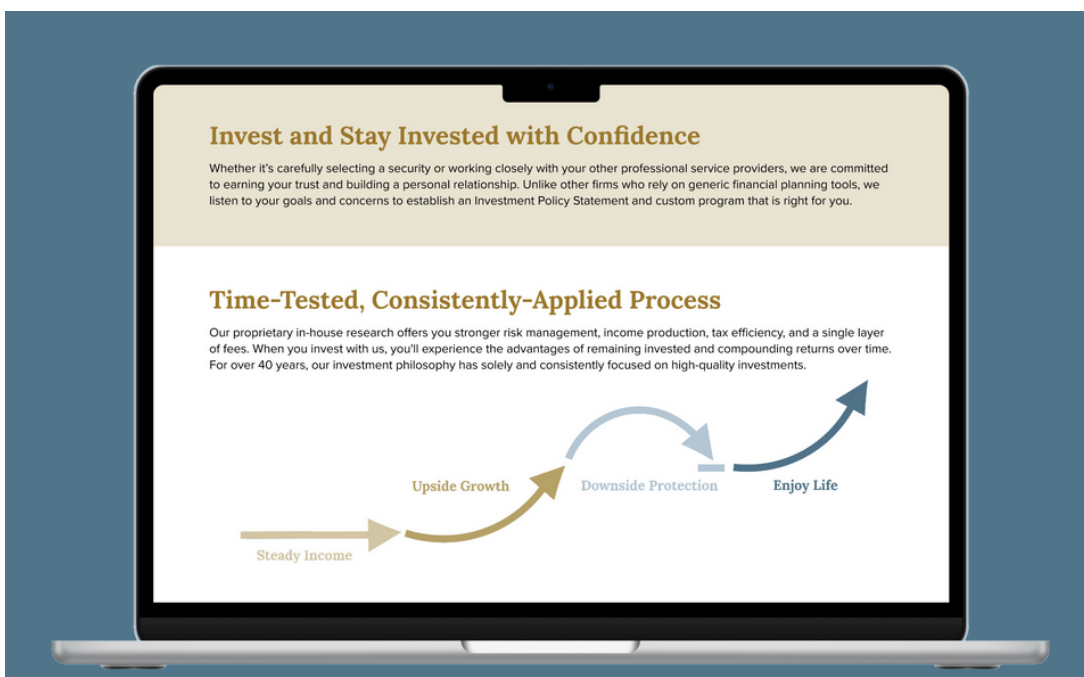 Invest and Stay Invested with Confidence
Whether it's carefully selecting a security or working closely with your other professional service providers, we are committed
to earning your trust and building a personal relationship. Unlike other firms who rely on generic financial planning tools, we
listen to your goals and concerns to establish an Investment Policy Statement and custom program that is right for you.
Time-Tested, Consistently-Applied Process
Our proprietary in-house research offers you stronger risk management, income production, tax efficiency, and a single layer
of fees. When you invest with us, you'll experience the advantages of remaining invested and compounding returns over time.
For over 40 years, our investment philosophy has solely and consistently focused on high-quality investments.
Steady Income
Upside Growth
Downside Protection
Enjoy Life